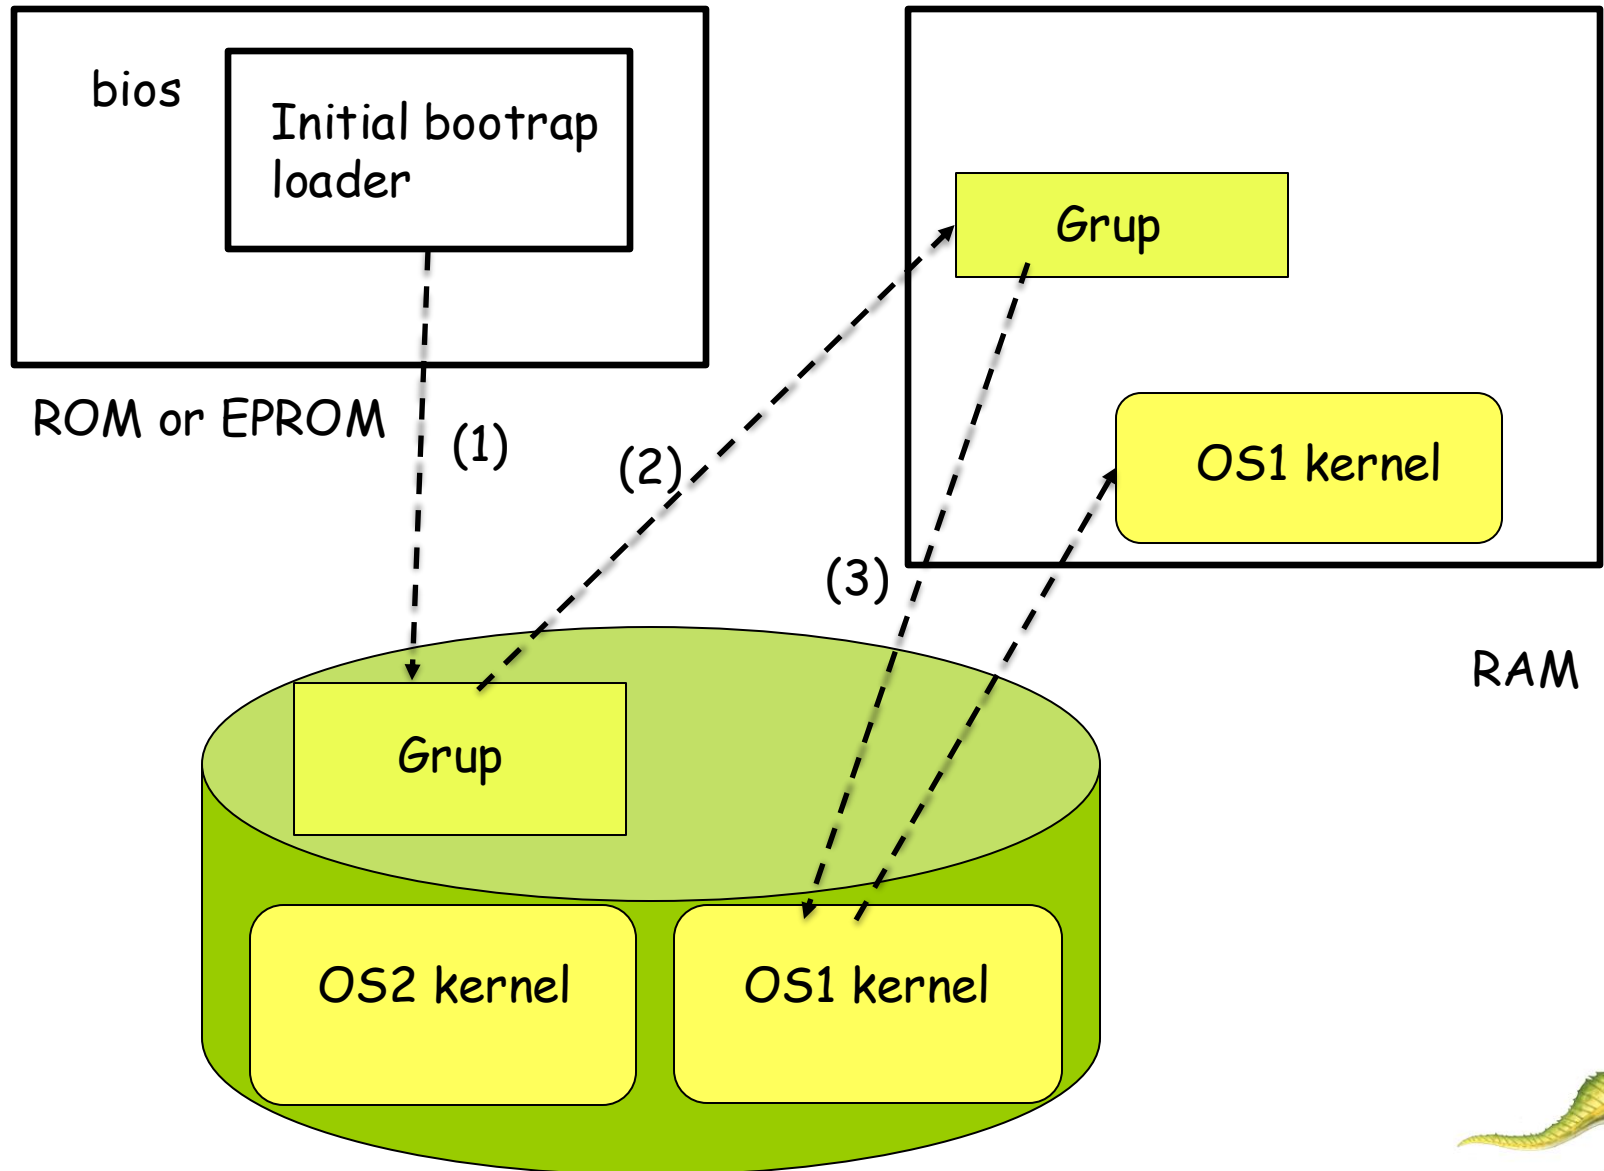 bios
Initial bootrap
loader
ROM or EPROM
(1)
(2)
(3)
Grup
OS1 kernel
RAM
Grup
OS2 kernel
OS1 kernel